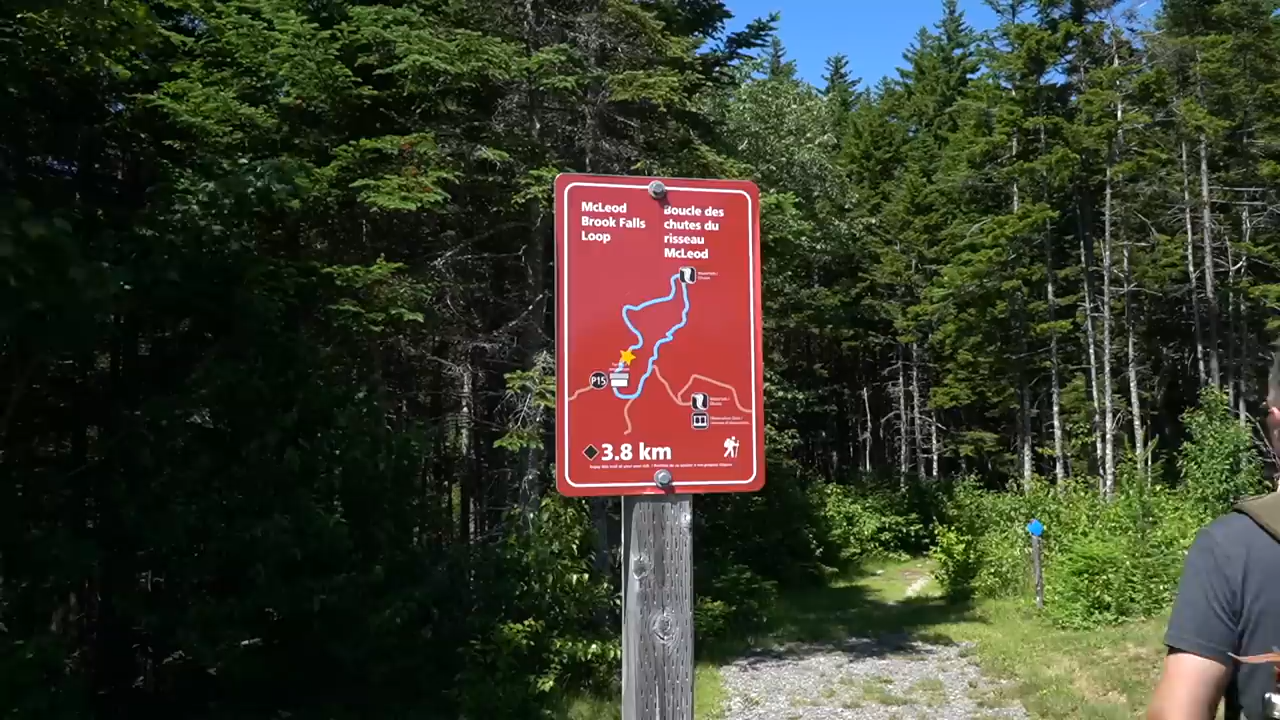 McLeod
Brook Falls
Loop
Boucle des
chutes du
risseau
McLeod
P15
3.8 km